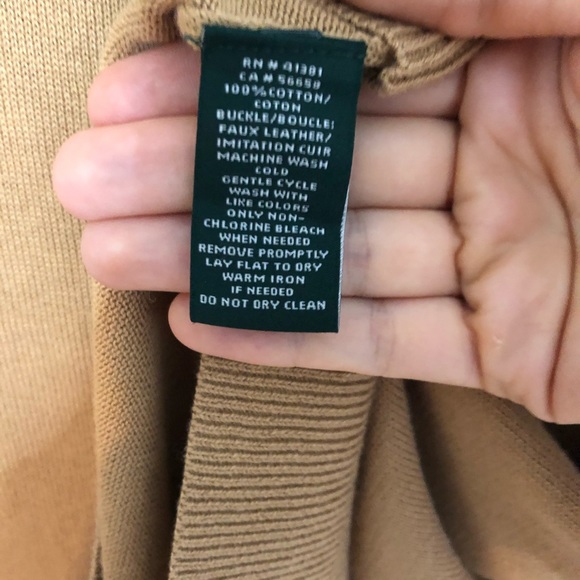 RN # 41381
CA # 56658
100% COTTON/
COTON
BUCKLE/BOUCLE:
FAUX LEATHER/
IMITATION CUIR
MACHINE WASH
COLD
GENTLE CYCLE
WASH WITH
LIKE COLORS
ONLY NON-
CHLORINE BLEACH
WHEN NEEDED
REMOVE PROMPTLY
LAY FLAT TO DRY
WARM IRON
IF NEEDED
DO NOT DRY CLEAN